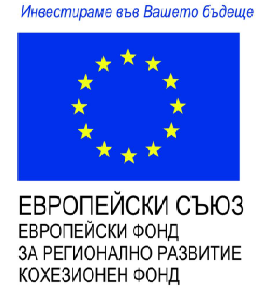 Инвестираме във Вашето бъдеще
ЕВРОПЕЙСКИ СЪЮЗ
ЕВРОПЕЙСКИ ФОНД
ЗА РЕГИОНАЛНО РАЗВИТИЕ
КОХЕЗИОНЕН ФОНД